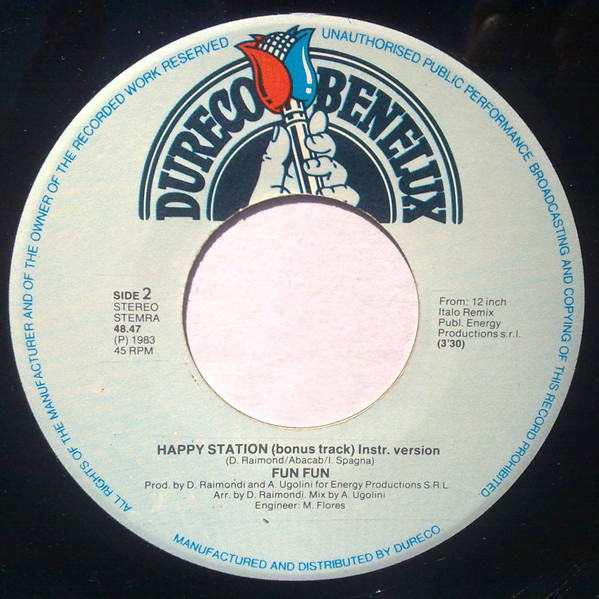 ALL RIGHTS OF THE MANUFACTURER AND OF THE OWNER OF THE RECORDED WORK RESERVED
UNAUTHORISED PUBLIC PERFORMANCE BROADCASTING AND COPYING OF THIS RECORD PROHIBITED
DURECO BENELUX
SIDE 2
STEREO
STEMRA
48.47
(P) 1983
45 RPM
From: 12 inch
Italo Remix
Publ. Energy
Productions s.r.l.
(3'30)
HAPPY STATION (bonus track) Instr. version
(D. Raimond/Abacab/I. Spagna)
FUN FUN
Prod. by D. Raimondi and A. Ugolini for Energy Productions S.R.L
Arr. by D. Raimondi. Mix by A. Ugolini
Engineer: M. Flores
MANUFACTURED AND DISTRIBUTED BY DURECO